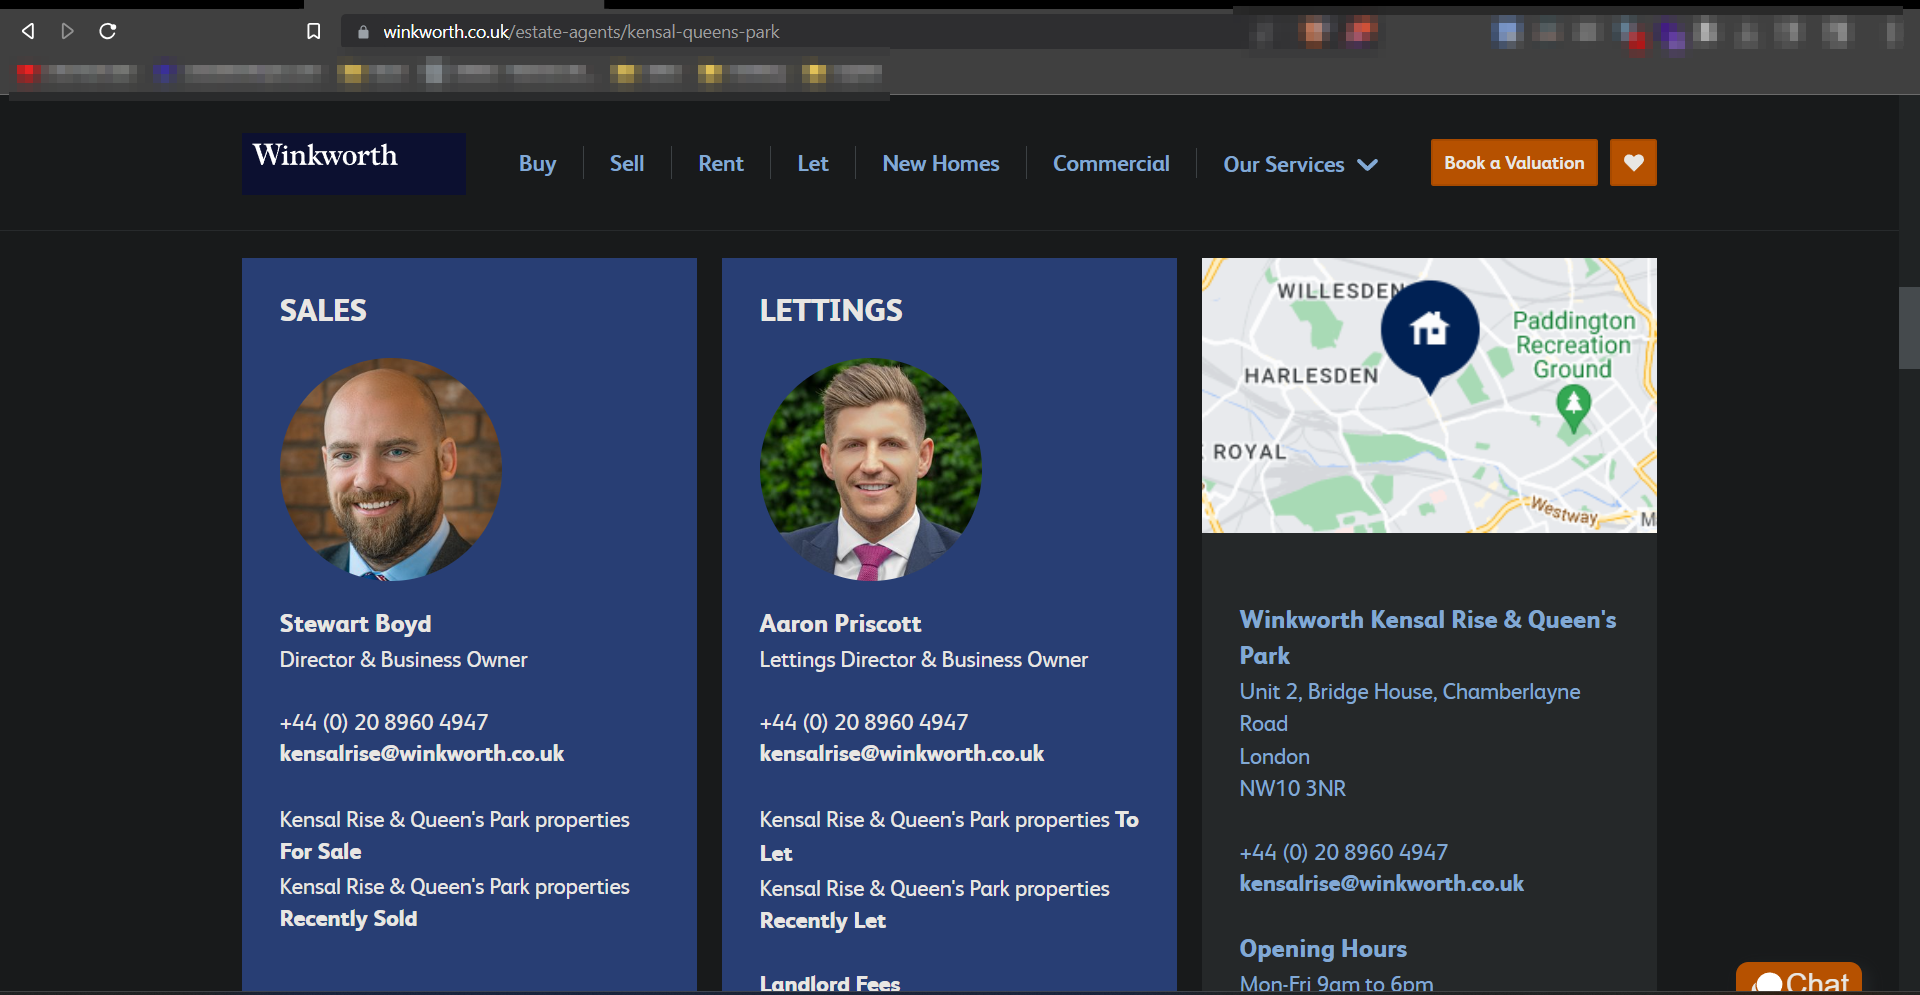 winkworth.co.uk/estate-agents/kensal-queens-park
Winkworth
Buy
Sell
Rent
Let
New Homes
Commercial
Our Services
Book a Valuation
SALES
Stewart Boyd
Director & Business Owner
+44 (0) 20 8960 4947
kensalrise@winkworth.co.uk
Kensal Rise & Queen's Park properties
For Sale
Kensal Rise & Queen's Park properties
Recently Sold
LETTINGS
Aaron Priscott
Lettings Director & Business Owner
+44 (0) 20 8960 4947
kensalrise@winkworth.co.uk
Kensal Rise & Queen's Park properties To
Let
Kensal Rise & Queen's Park properties
Recently Let
Landlord Fees
WILLESDEN
Paddington
Recreation
Ground
HARLESDEN
ROYAL
Westway
M
Winkworth Kensal Rise & Queen's
Park
Unit 2, Bridge House, Chamberlayne
Road
London
NW10 3NR
+44 (0) 20 8960 4947
kensalrise@winkworth.co.uk
Opening Hours
Mon-Fri 9am to 6pm
Chat